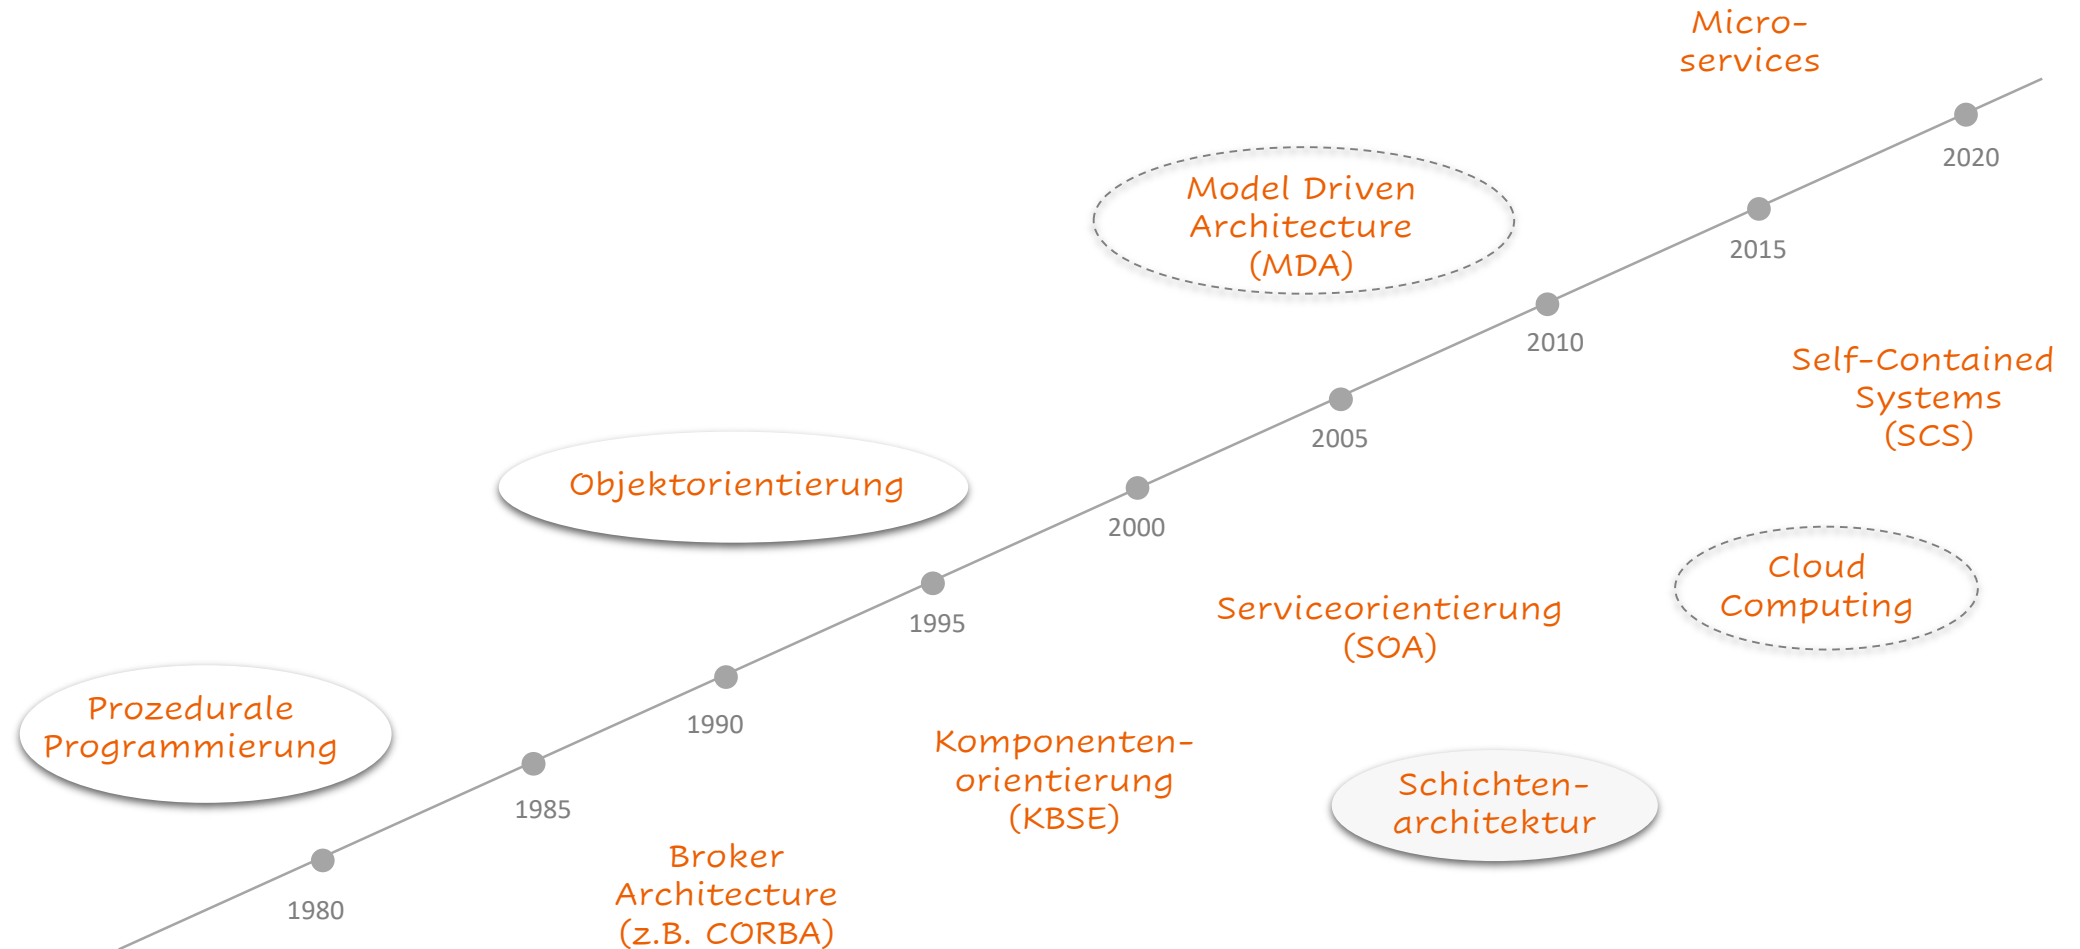 Micro-
services
2020
Model Driven
Architecture
(MDA)
2015
2010
Self-Contained
Systems
(SCS)
2005
Objektorientierung
2000
Cloud
Computing
1995
Serviceorientierung
(SOA)
Prozedurale
Programmierung
1990
Komponenten-
orientierung
(KBSE)
Schichten-
architektur
1985
Broker
Architecture
(z.B. CORBA)
1980